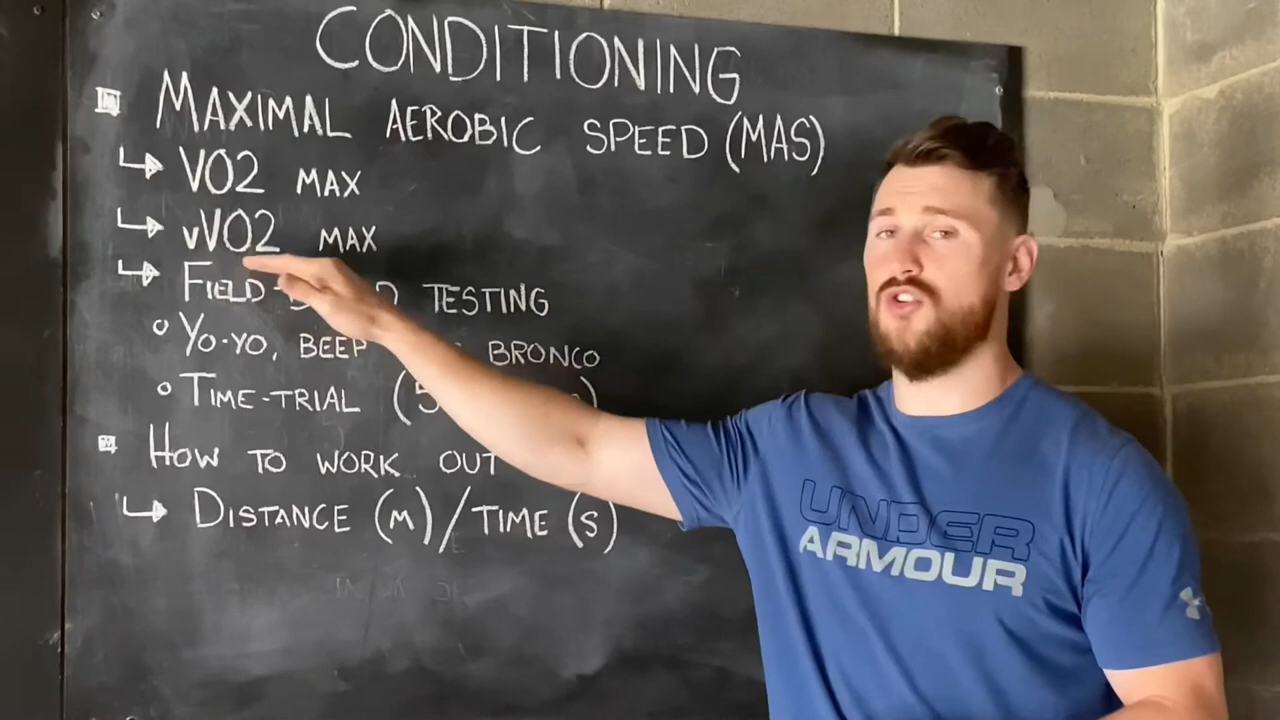 CONDITIONING
MAXIMAL AEROBIC SPEED (MAS)
VO2 MAX
vVO2 MAX
FIELD- TESTING
YO-YO, BEEP BRONCO
TIME-TRIAL (5
HOW TO WORK OUT
DISTANCE (M)/TIME (S)
UNDER
ARMOUR